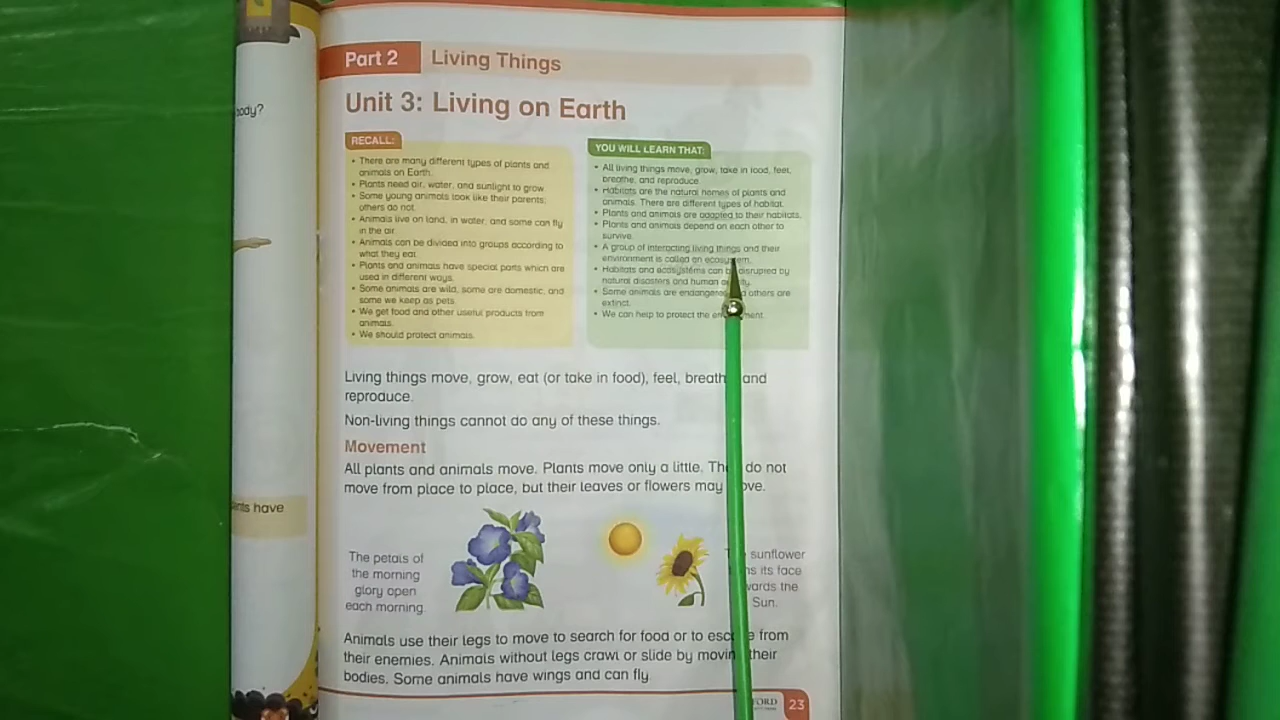 body?
ents have
Part 2 Living Things
Unit 3: Living on Earth
RECALL:
• There are many different types of plants and
animals on Earth.
• Plants need air, water, and sunlight to grow.
• Some young animals look like their parents;
others do not.
• Animals live on land, in water, and some can fly
in the air.
• Animals can be divided into groups according to
what they eat.
• Plants and animals have special parts which are
used in different ways.
• Some animals are wild, some are domestic, and
some we keep as pets.
• We get food and other useful products from
animals.
• We should protect animals.
YOU WILL LEARN THAT:
• All living things move, grow, take in food, feel,
breathe, and reproduce.
• Habitats are the natural homes of plants and
animals. There are different types of habitat.
• Plants and animals are adapted to their habitats.
• Plants and animals depend on each other to
survive.
• A group of interacting living things and their
environment is called an ecosystem.
• Habitats and ecosystems can be disrupted by
natural disasters and human
• Some animals are endangered others are
extinct.
• We can help to protect the
Living things move, grow, eat (or take in food), feel, breath and
reproduce.
Non-living things cannot do any of these things.
Movement
All plants and animals move. Plants move only a little. The do not
move from place to place, but their leaves or flowers may ove.
The petals of
the morning
glory open
each morning.
sunflower
ns its face
wards the
Sun.
Animals use their legs to move to search for food or to esc e from
their enemies. Animals without legs crawl or slide by movin their
bodies. Some animals have wings and can fly.
FORD
23